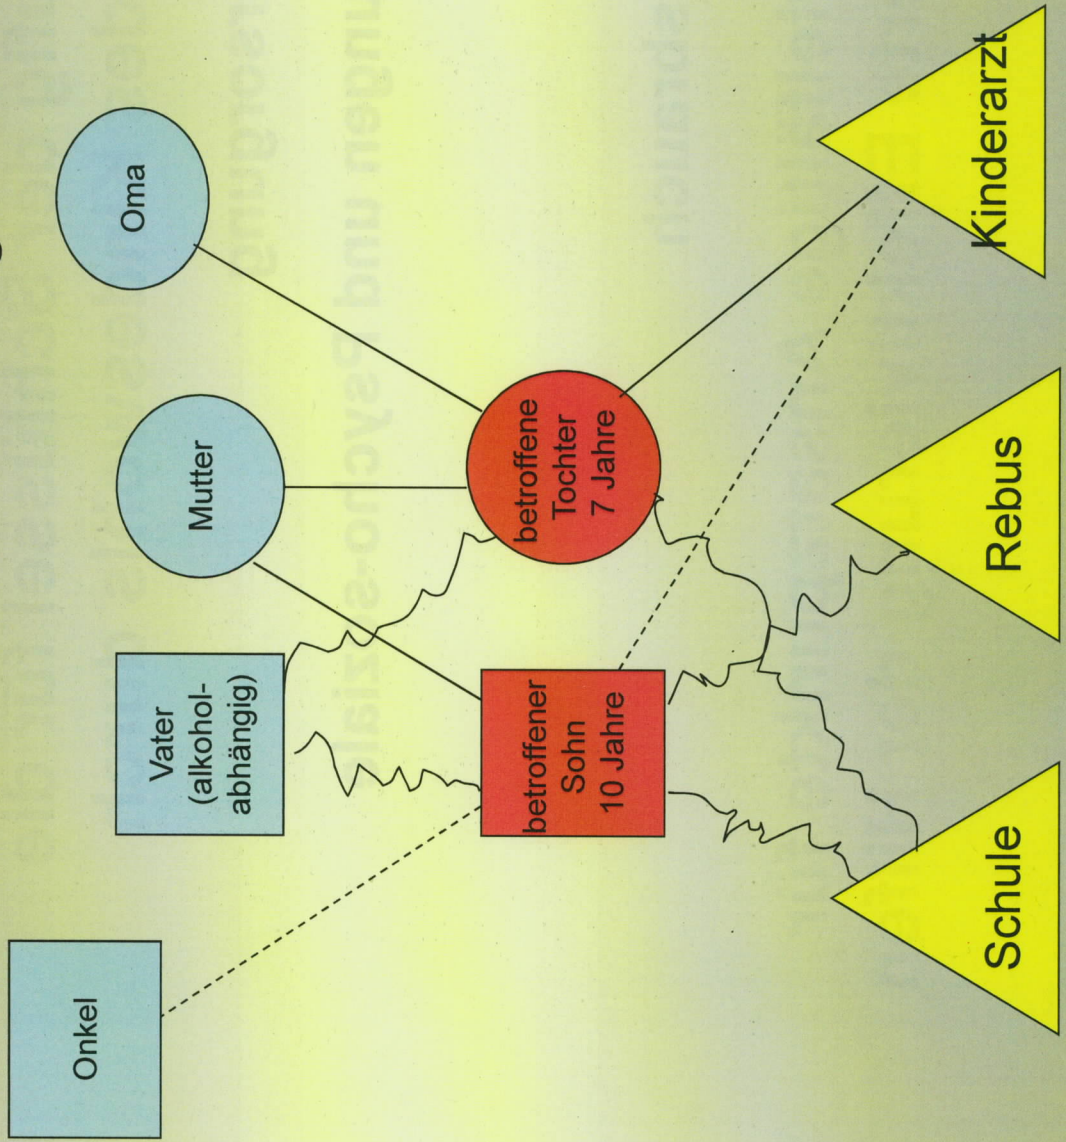 Onkel
Vater
(alkohol-
abhängig)
Mutter
Oma
betroffener
Sohn
10 Jahre
betroffene
Tochter
7 Jahre
Schule
Rebus
Kinderarzt